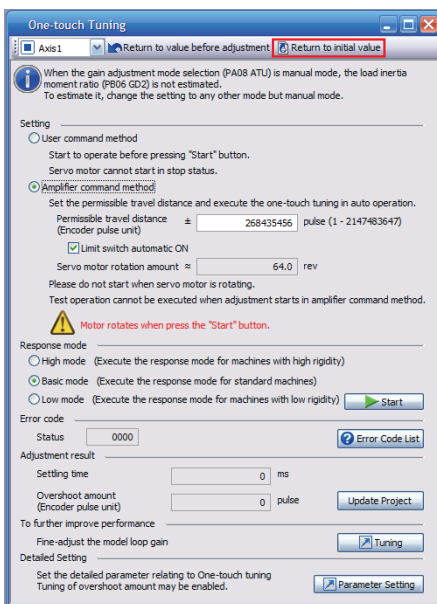 One-touch Tuning
Axis1 Return to value before adjustment Return to initial value
When the gain adjustment mode selection (PA08 ATU) is manual mode, the load inertia
moment ratio (PB06 GD2) is not estimated.
To estimate it, change the setting to any other mode but manual mode.
Setting
User command method
Start to operate before pressing "Start" button.
Servo motor cannot start in stop status.
Amplifier command method
Set the permissible travel distance and execute the one-touch tuning in auto operation.
Permissible travel distance ± 268435456 pulse (1 - 2147483647)
(Encoder pulse unit)
Limit switch automatic ON
Servo motor rotation amount ≈ 64.0 rev
Please do not start when servo motor is rotating.
Test operation cannot be executed when adjustment starts in amplifier command method.
Motor rotates when press the "Start" button.
Response mode
High mode (Execute the response mode for machines with high rigidity)
Basic mode (Execute the response mode for standard machines)
Low mode (Execute the response mode for machines with low rigidity) Start
Error code
Status 0000 Error Code List
Adjustment result
Settling time 0 ms
Overshoot amount 0 pulse Update Project
(Encoder pulse unit)
To further improve performance
Fine-adjust the model loop gain Tuning
Detailed Setting
Set the detailed parameter relating to One-touch tuning
Tuning of overshoot amount may be enabled. Parameter Setting